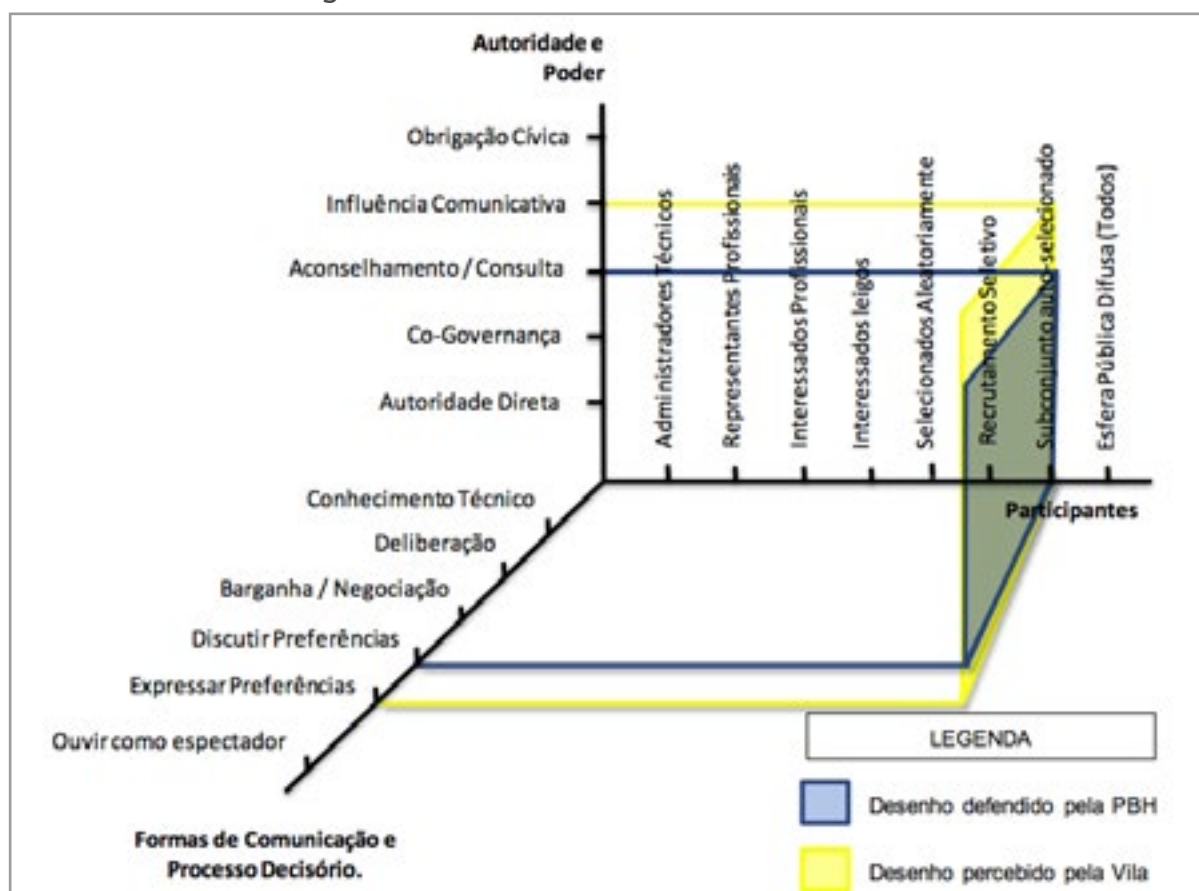 Autoridade e
Poder
Obrigação Cívica
Influência Comunicativa
Aconselhamento / Consulta
Co-Governança
Autoridade Direta
Administradores Técnicos
Representantes Profissionais
Interessados Profissionais
Interessados leigos
Selecionados Aleatoriamente
Recrutamento Seletivo
Subconjunto auto-selecionado
Esfera Pública Difusa (Todos)
Participantes
Conhecimento Técnico
Deliberação
Barganha / Negociação
Discutir Preferências
Expressar Preferências
Ouvir como espectador
Formas de Comunicação e
Processo Decisório.
LEGENDA
Desenho defendido pela PBH
Desenho percebido pela Vila